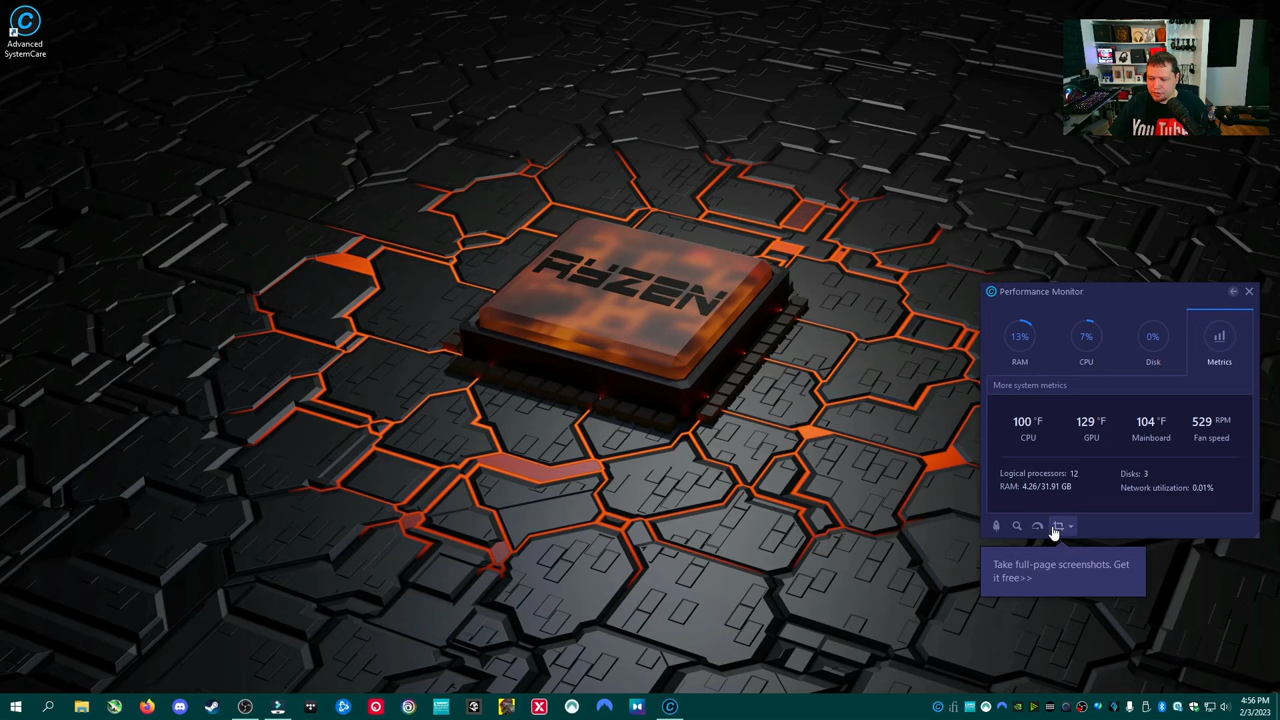 Advanced
SystemCare
YOUTUBE
RYZEN
Performance Monitor
13%
RAM
7%
CPU
0%
Disk
Metrics
More system metrics
100 °F
CPU
129 °F
GPU
104 °F
Mainboard
529 RPM
Fan speed
Logical processors: 12
Disks: 3
RAM: 4.26/31.91 GB
Network utilization: 0.01%
Take full-page screenshots. Get
it free>>
4:56 PM
2/3/2023